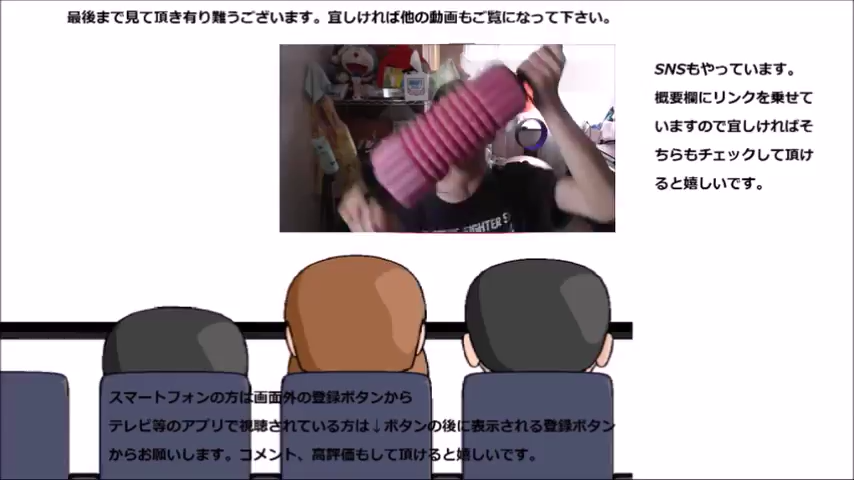 最後まで見て頂き有り難うございます。宜しければ他の動画もご覧になって下さい。
SNSもやっています。
概要欄にリンクを乗せて
いますので宜しければそ
ちらもチェックして頂け
ると嬉しいです。
スマートフォンの方は画面外の登録ボタンから
テレビ等のアプリで視聴されている方は↓ボタンの後に表示される登録ボタン
からお願いします。コメント、高評価もして頂けると嬉しいです。